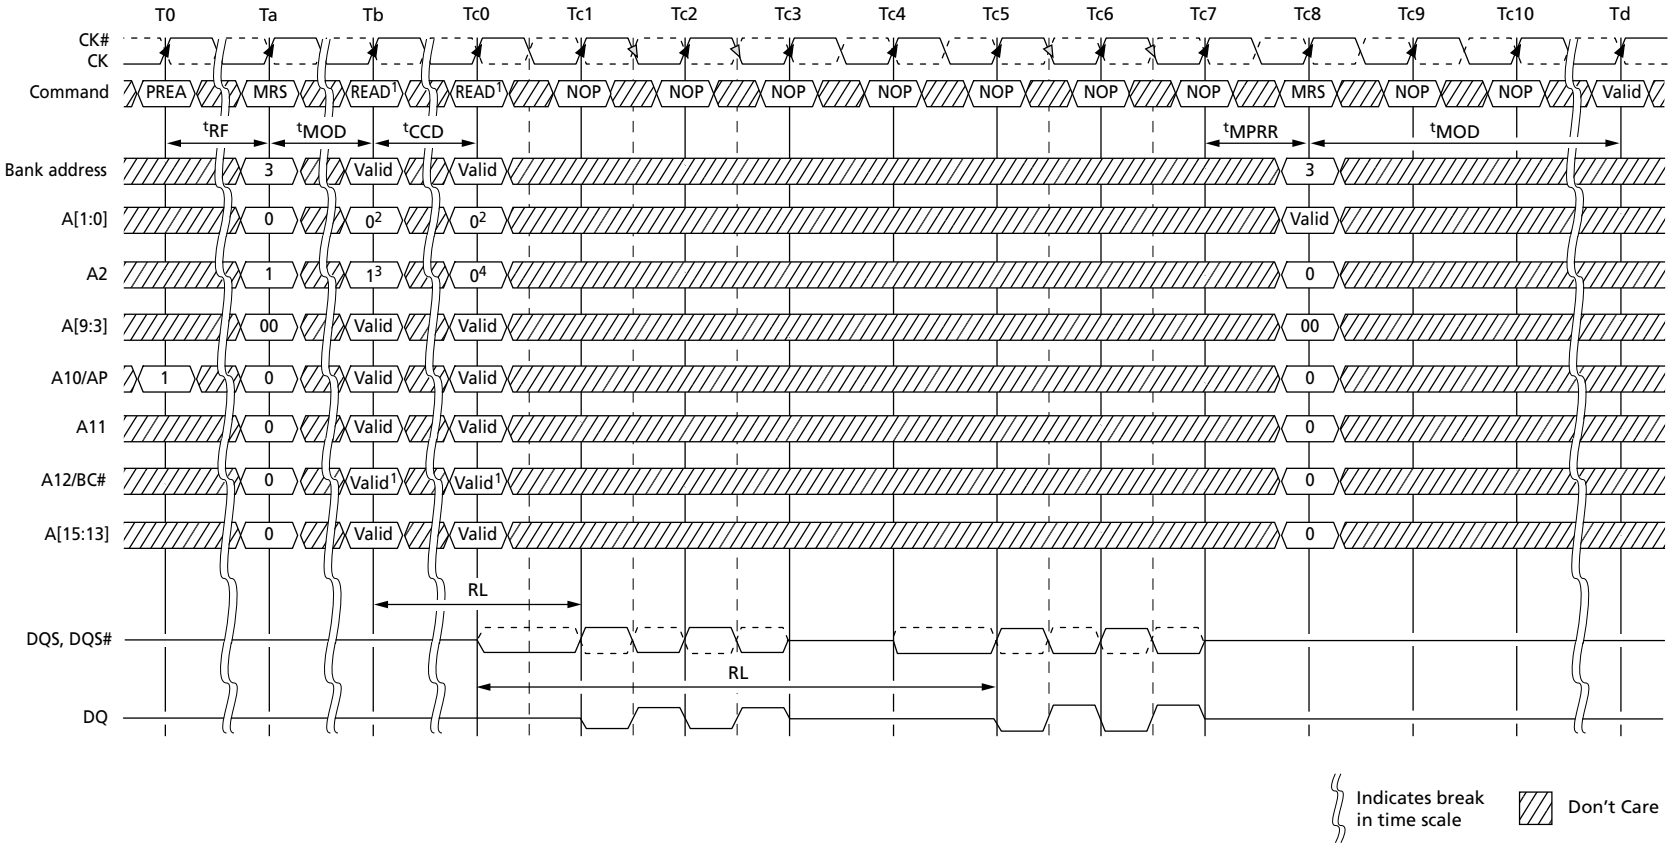 T0 Ta Tb Tc0 Tc1 Tc2 Tc3 Tc4 Tc5 Tc6 Tc7 Tc8 Tc9 Tc10 Td
CK#
CK
Command PREA MRS READ1 READ1 NOP NOP NOP NOP NOP NOP NOP MRS NOP NOP Valid
tRF tMOD tCCD tMPRR tMOD
Bank address 3 Valid Valid 3
A[1:0] 0 02 02 Valid
A2 1 13 04 0
A[9:3] 00 Valid Valid 00
A10/AP 1 0 Valid Valid 0
A11 0 Valid Valid 0
A12/BC# 0 Valid1 Valid1 0
A[15:13] 0 Valid Valid 0
RL
DQS, DQS#
RL
DQ
Indicates break
in time scale
Don't Care